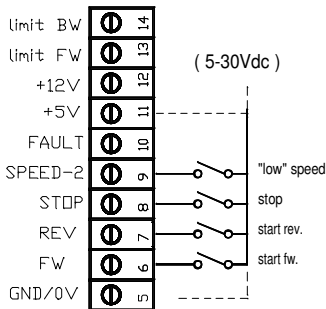 limit BW 14
limit FW 13
+12V 12
( 5-30Vdc )
+5V 11
FAULT 10
SPEED-2 9 "low" speed
STOP 8 stop
REV 7 start rev.
FW 6 start fw.
GND/0V 5